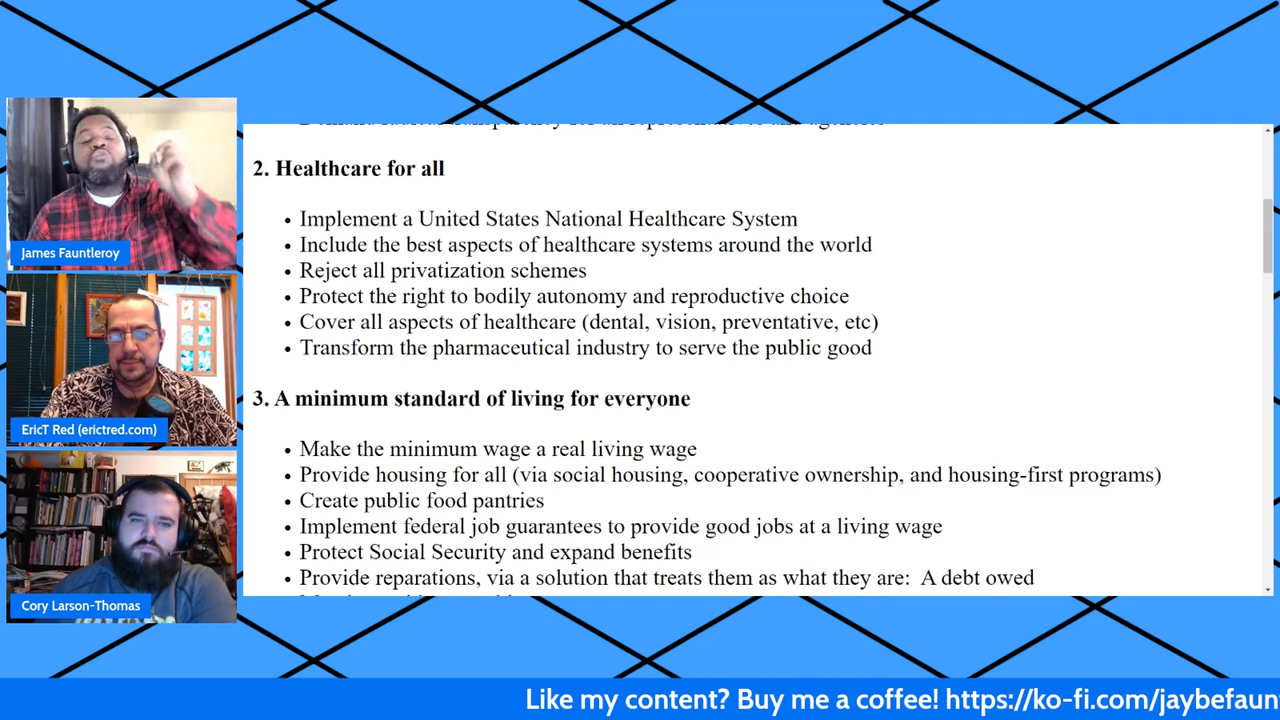 2. Healthcare for all
• Implement a United States National Healthcare System
• Include the best aspects of healthcare systems around the world
• Reject all privatization schemes
• Protect the right to bodily autonomy and reproductive choice
• Cover all aspects of healthcare (dental, vision, preventative, etc)
• Transform the pharmaceutical industry to serve the public good
3. A minimum standard of living for everyone
• Make the minimum wage a real living wage
• Provide housing for all (via social housing, cooperative ownership, and housing-first programs)
• Create public food pantries
• Implement federal job guarantees to provide good jobs at a living wage
• Protect Social Security and expand benefits
• Provide reparations, via a solution that treats them as what they are:  A debt owed
James Fauntleroy
EricT Red (erictred.com)
Cory Larson-Thomas
Like my content? Buy me a coffee! https://ko-fi.com/jaybefaun